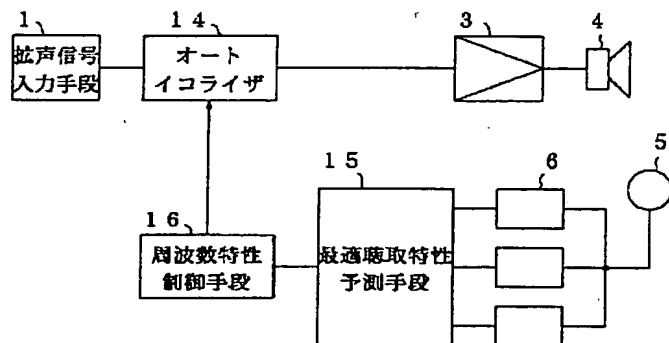 1
拡声信号
入力手段
14
オート
イコライザ
3
4
5
15
最適聴取特性
予測手段
6
16
周波数特性
制御手段